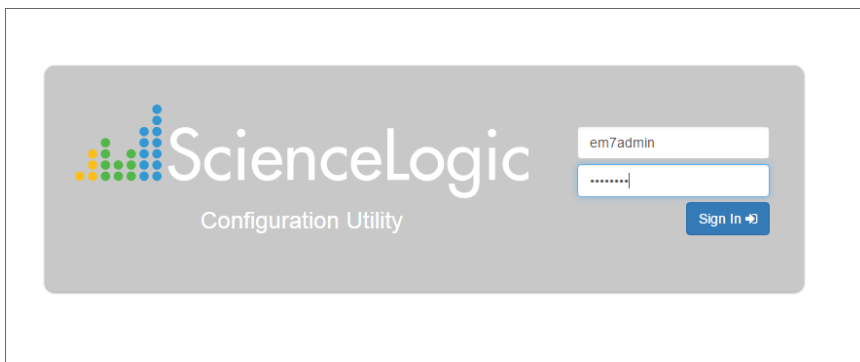 ScienceLogic
Configuration Utility
em7admin
••••••••
Sign In